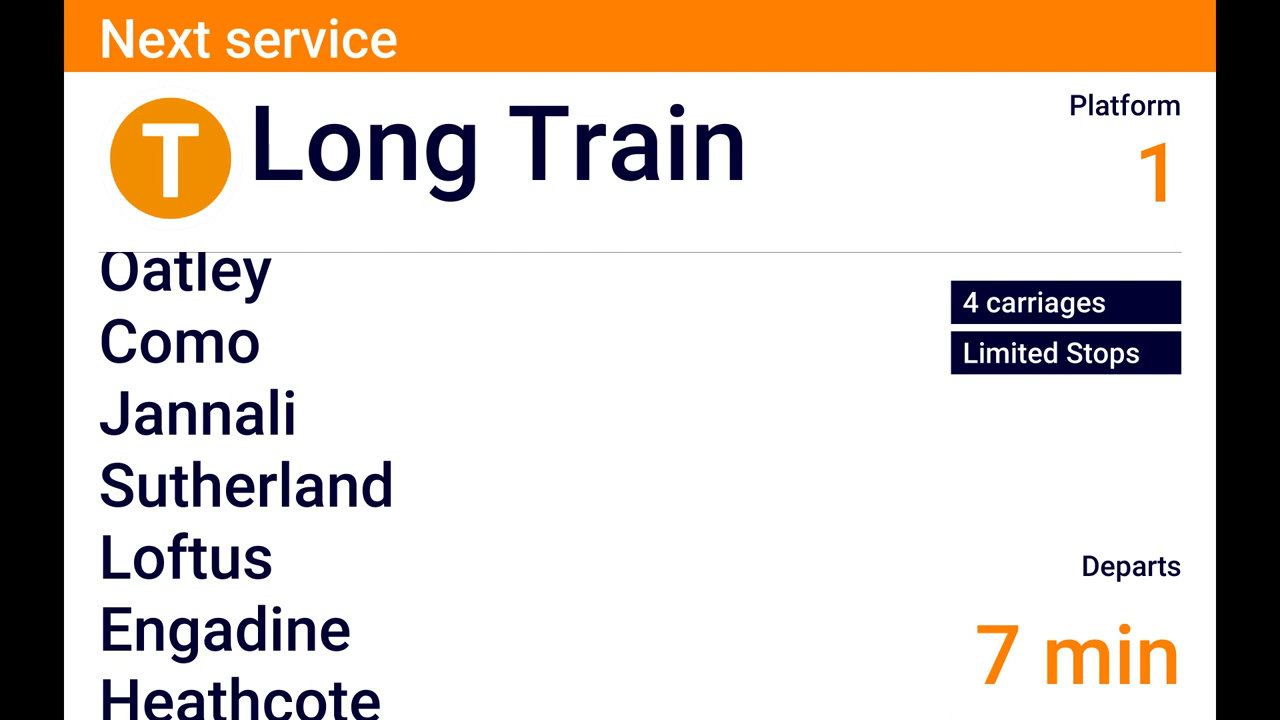 Next service
T Long Train
Platform
1
Oatley
4 carriages
Como
Limited Stops
Jannali
Sutherland
Loftus
Departs
Engadine
7 min
Heathcote